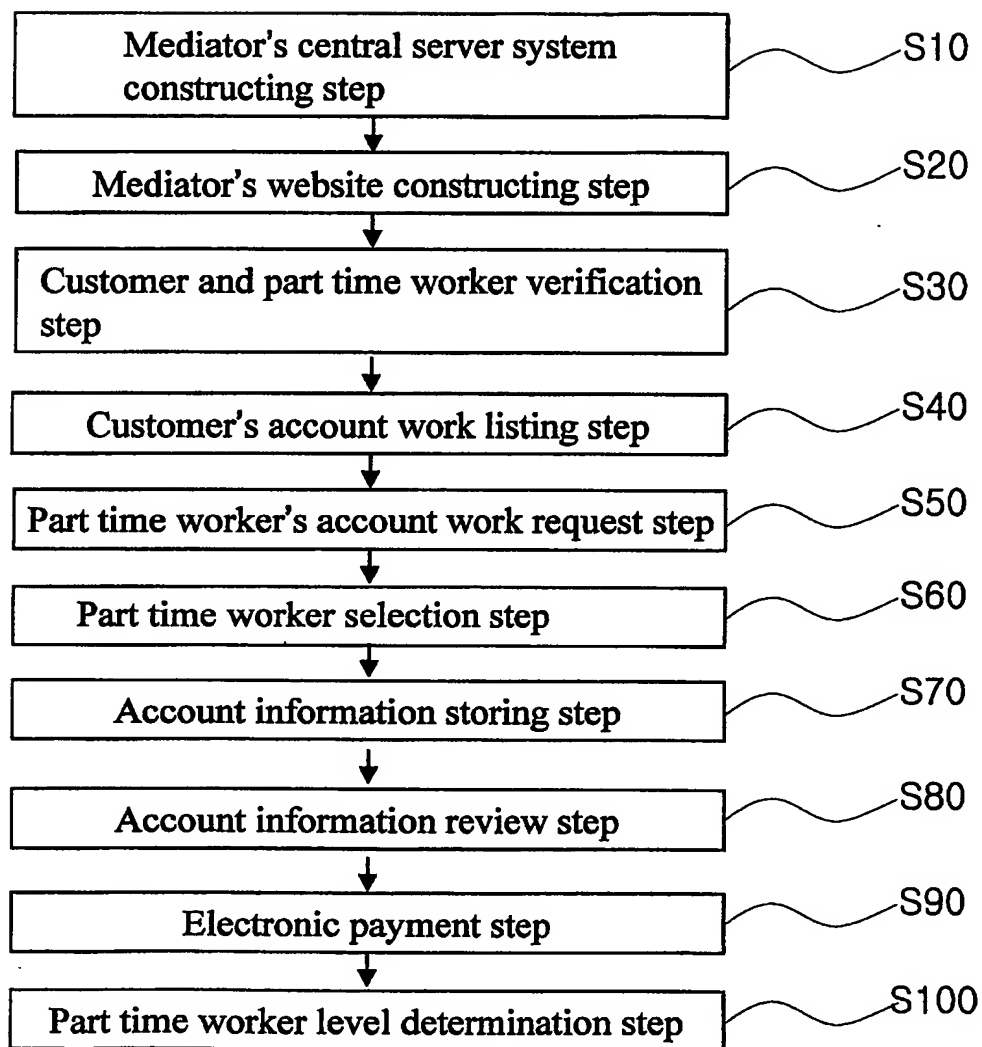 Mediator's central server system
constructing step
S10
Mediator's website constructing step
S20
Customer and part time worker verification
step
S30
Customer's account work listing step
S40
Part time worker's account work request step
S50
Part time worker selection step
S60
Account information storing step
S70
Account information review step
S80
Electronic payment step
S90
Part time worker level determination step
S100